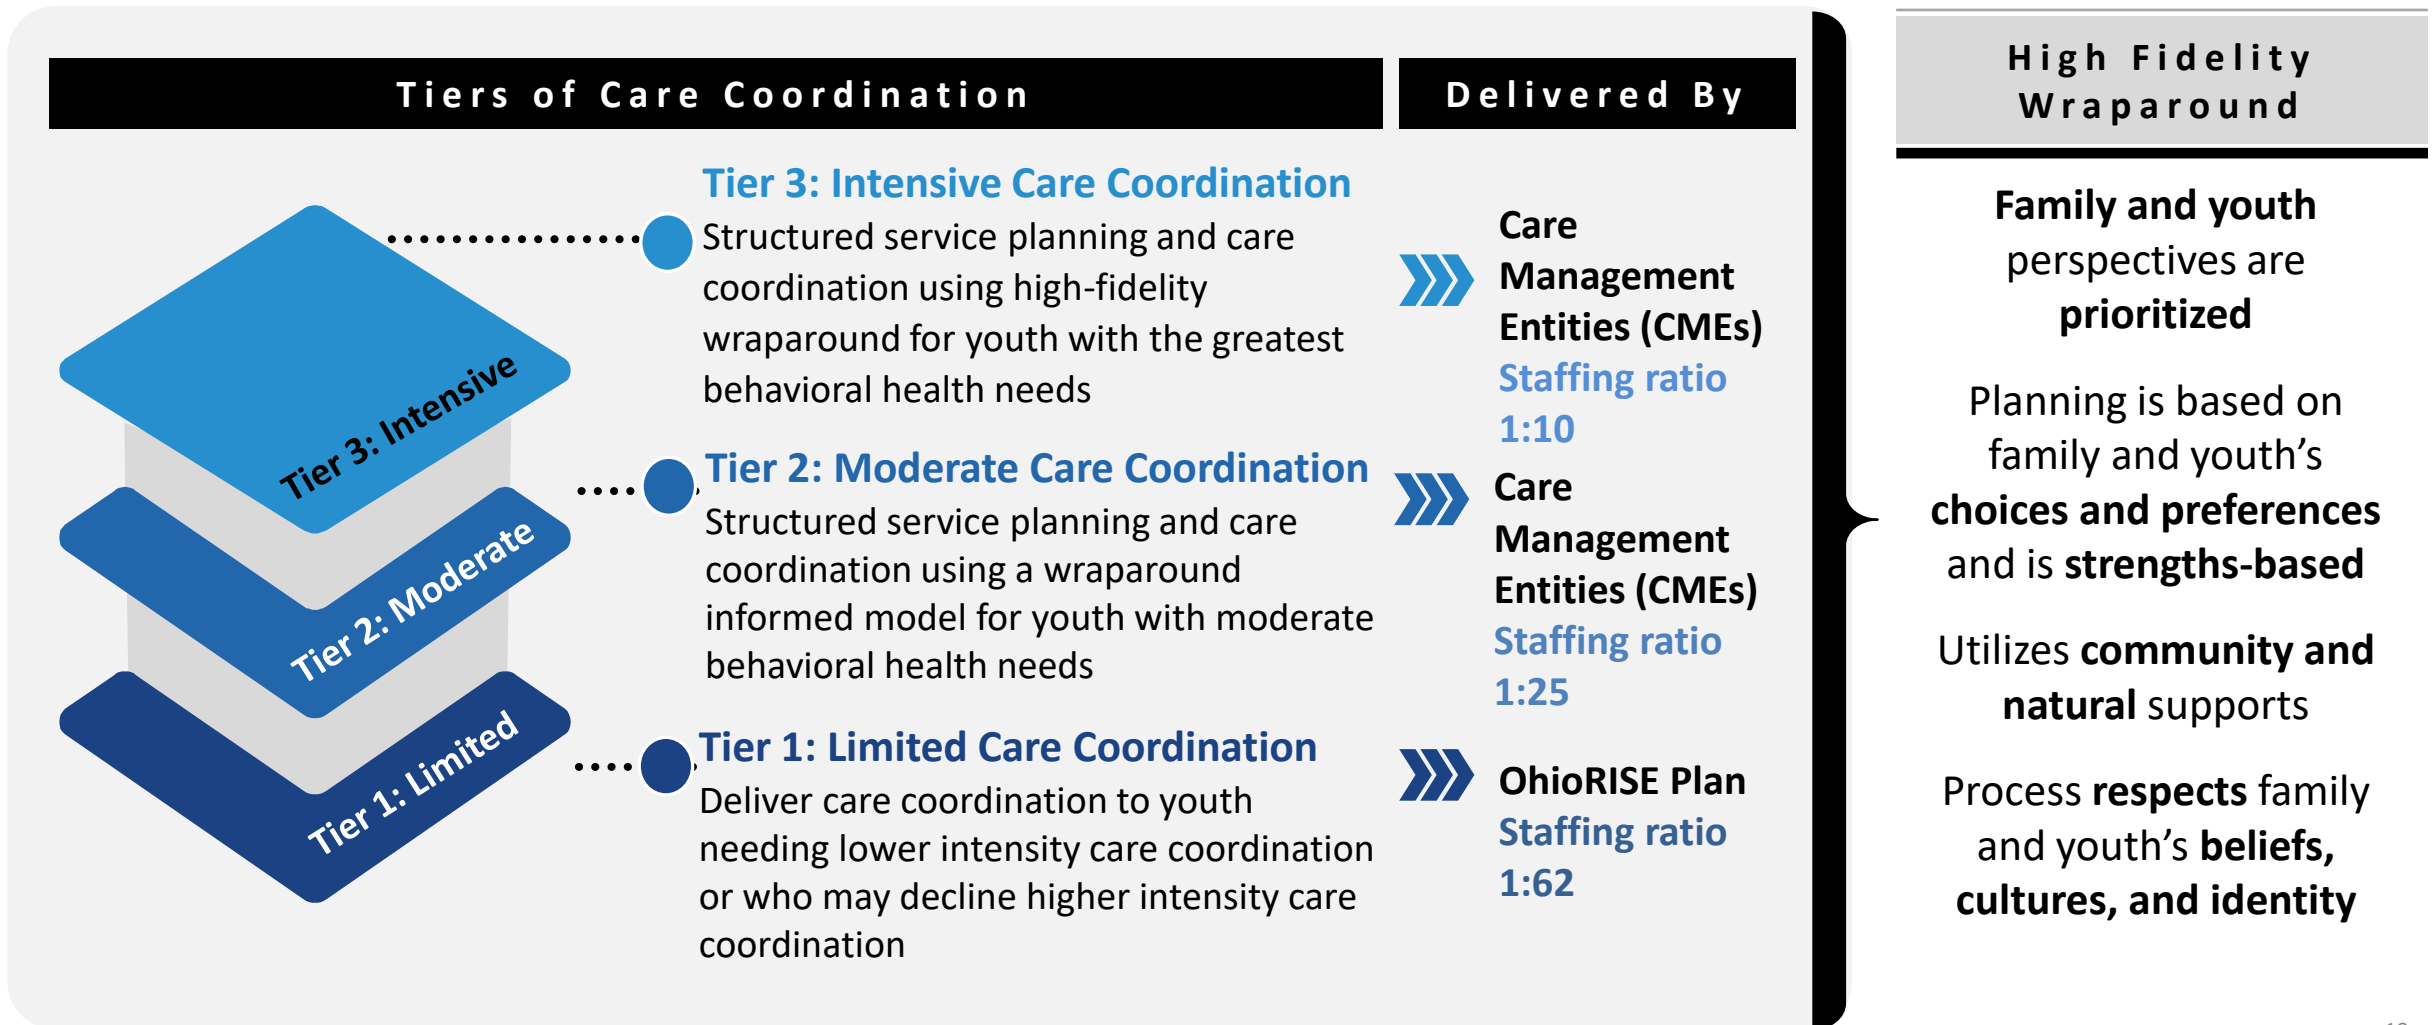 Tiers of Care Coordination
Delivered By
Tier 3: Intensive
Tier 2: Moderate
Tier 1: Limited
Tier 3: Intensive Care Coordination
Structured service planning and care
coordination using high-fidelity
wraparound for youth with the greatest
behavioral health needs
Care
Management
Entities (CMEs)
Staffing ratio
1:10
Tier 2: Moderate Care Coordination
Structured service planning and care
coordination using a wraparound
informed model for youth with moderate
behavioral health needs
Care
Management
Entities (CMEs)
Staffing ratio
1:25
Tier 1: Limited Care Coordination
Deliver care coordination to youth
needing lower intensity care coordination
or who may decline higher intensity care
coordination
OhioRISE Plan
Staffing ratio
1:62
High Fidelity
Wraparound
Family and youth
perspectives are
prioritized
Planning is based on
family and youth’s
choices and preferences
and is strengths-based
Utilizes community and
natural supports
Process respects family
and youth’s beliefs,
cultures, and identity